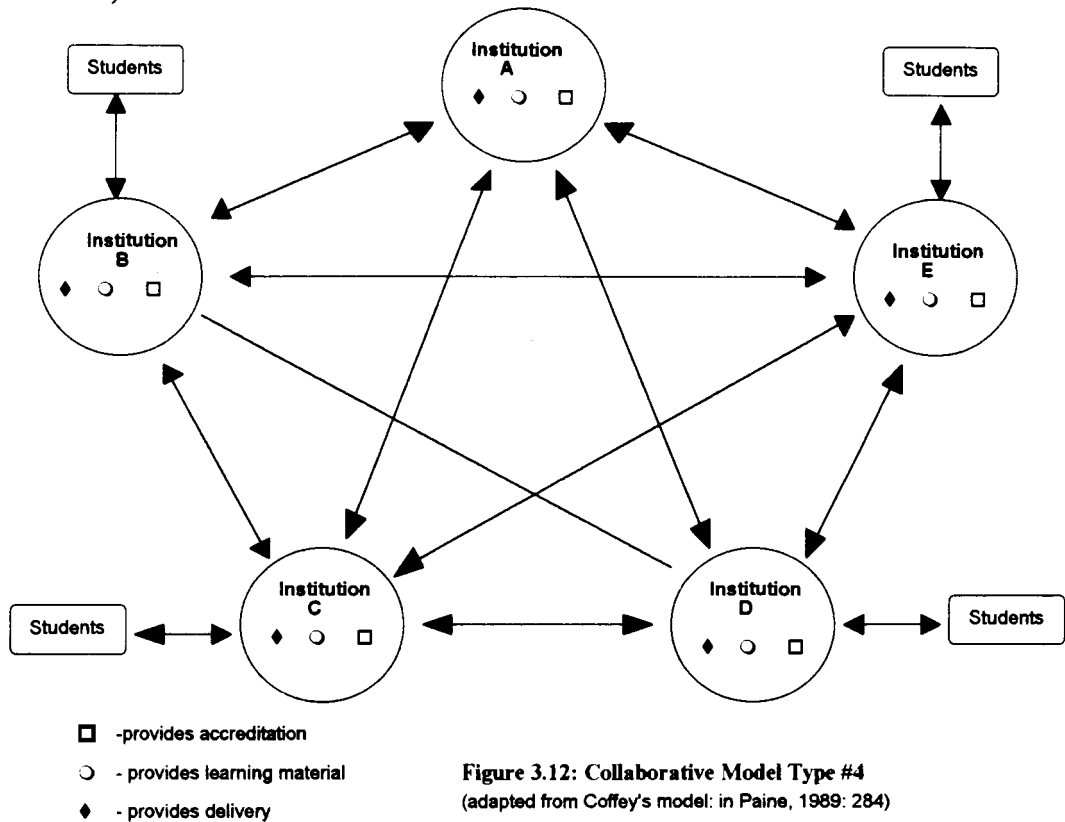 Institution
A
Students
Students
Institution
B
Institution
E
Institution
C
Institution
D
Students
Students
-provides accreditation
- provides learning material
- provides delivery
Figure 3.12: Collaborative Model Type #4
(adapted from Coffey's model: in Paine, 1989: 284)